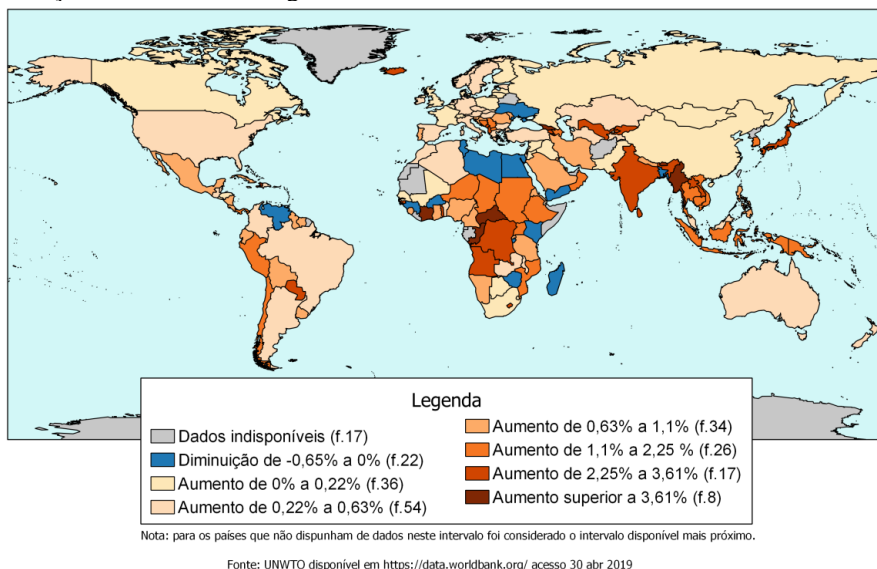 Legenda
Dados indisponíveis (f.17)
Diminuição de -0,65% a 0% (f.22)
Aumento de 0% a 0,22% (f.36)
Aumento de 0,22% a 0,63% (f.54)
Aumento de 0,63% a 1,1% (f.34)
Aumento de 1,1% a 2,25 % (f.26)
Aumento de 2,25% a 3,61% (f.17)
Aumento superior a 3,61% (f.8)
Nota: para os países que não dispunham de dados neste intervalo foi considerado o intervalo disponível mais próximo.
Fonte: UNWTO disponível em https://data.worldbank.org/ acesso 30 abr 2019